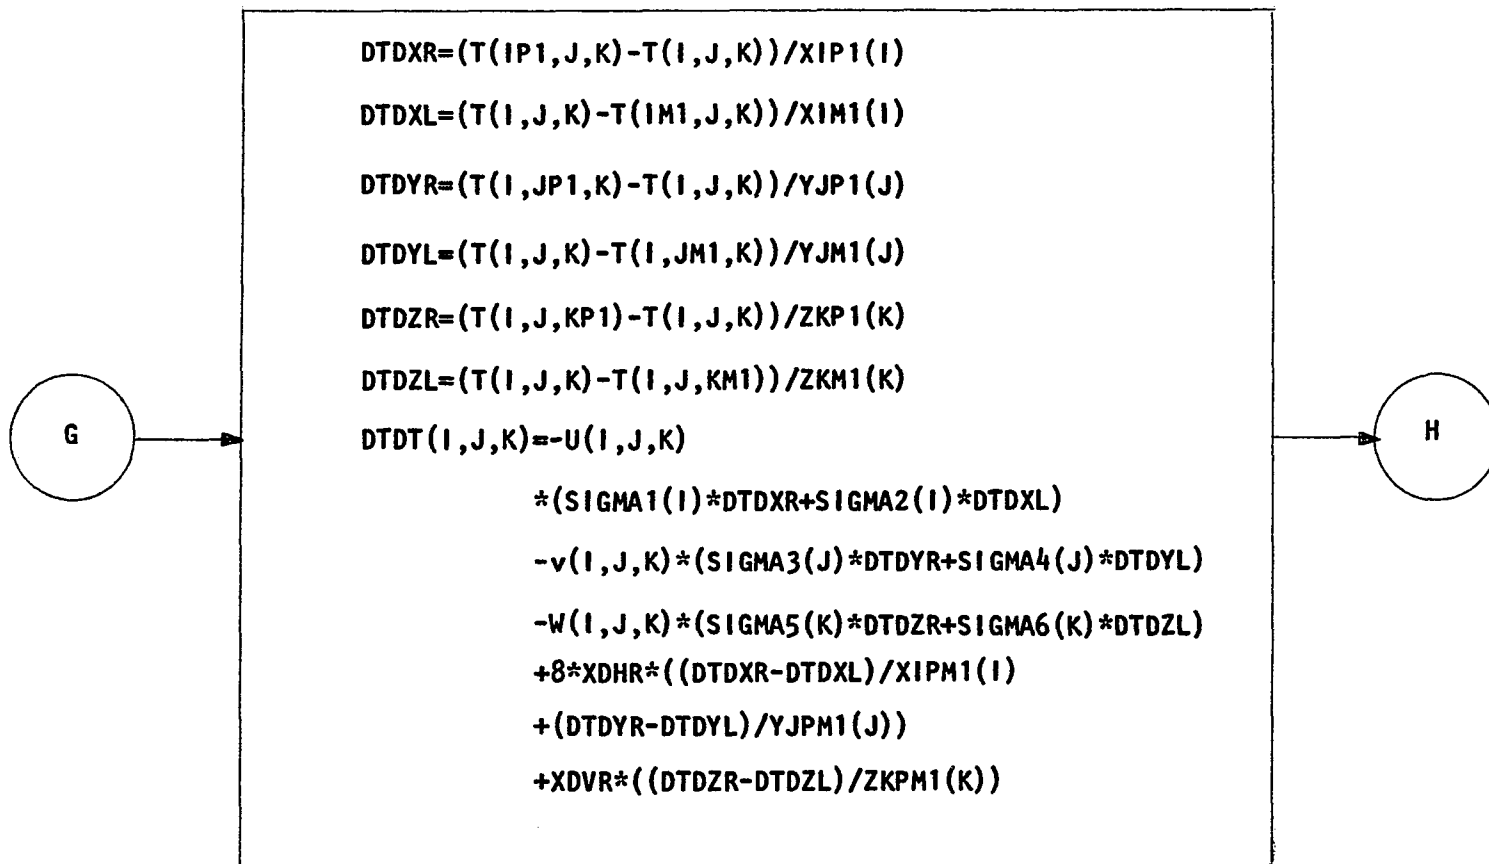 DTDXR=(T(IP1,J,K)-T(I,J,K))/XIP1(I)
DTDXL=(T(I,J,K)-T(IM1,J,K))/XIM1(I)
DTDYR=(T(I,JP1,K)-T(I,J,K))/YJP1(J)
DTDYL=(T(I,J,K)-T(I,JM1,K))/YJM1(J)
DTDZR=(T(I,J,KP1)-T(I,J,K))/ZKP1(K)
DTDZL=(T(I,J,K)-T(I,J,KM1))/ZKM1(K)
G
DTDT(I,J,K)=-U(I,J,K)
H
*(SIGMA1(I)*DTDXR+SIGMA2(I)*DTDXL)
-v(I,J,K)*(SIGMA3(J)*DTDYR+SIGMA4(J)*DTDYL)
-W(I,J,K)*(SIGMA5(K)*DTDZR+SIGMA6(K)*DTDZL)
+8*XDHR*((DTDXR-DTDXL)/XIPM1(I)
+(DTDYR-DTDYL)/YJPM1(J))
+XDVR*((DTDZR-DTDZL)/ZKPM1(K))